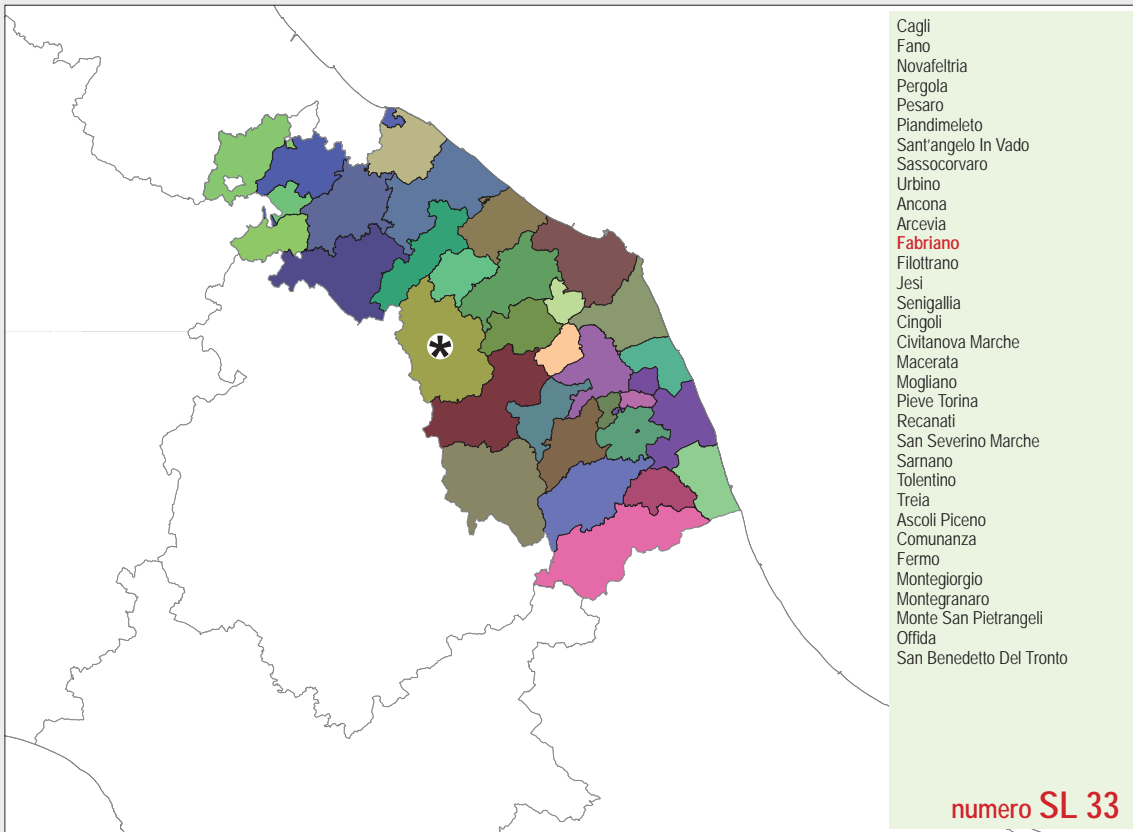 Cagli
Fano
Novafeltria
Pergola
Pesaro
Piandimeleto
Sant'angelo In Vado
Sassocorvaro
Urbino
Ancona
Arcevia
Fabriano
Filottrano
Jesi
Senigallia
Cingoli
Civitanova Marche
Macerata
Mogliano
Pieve Torina
Recanati
San Severino Marche
Sarnano
Tolentino
Treia
Ascoli Piceno
Comunanza
Fermo
Montegiorgio
Montegranaro
Monte San Pietrangeli
Offida
San Benedetto Del Tronto
numero SL 33
*